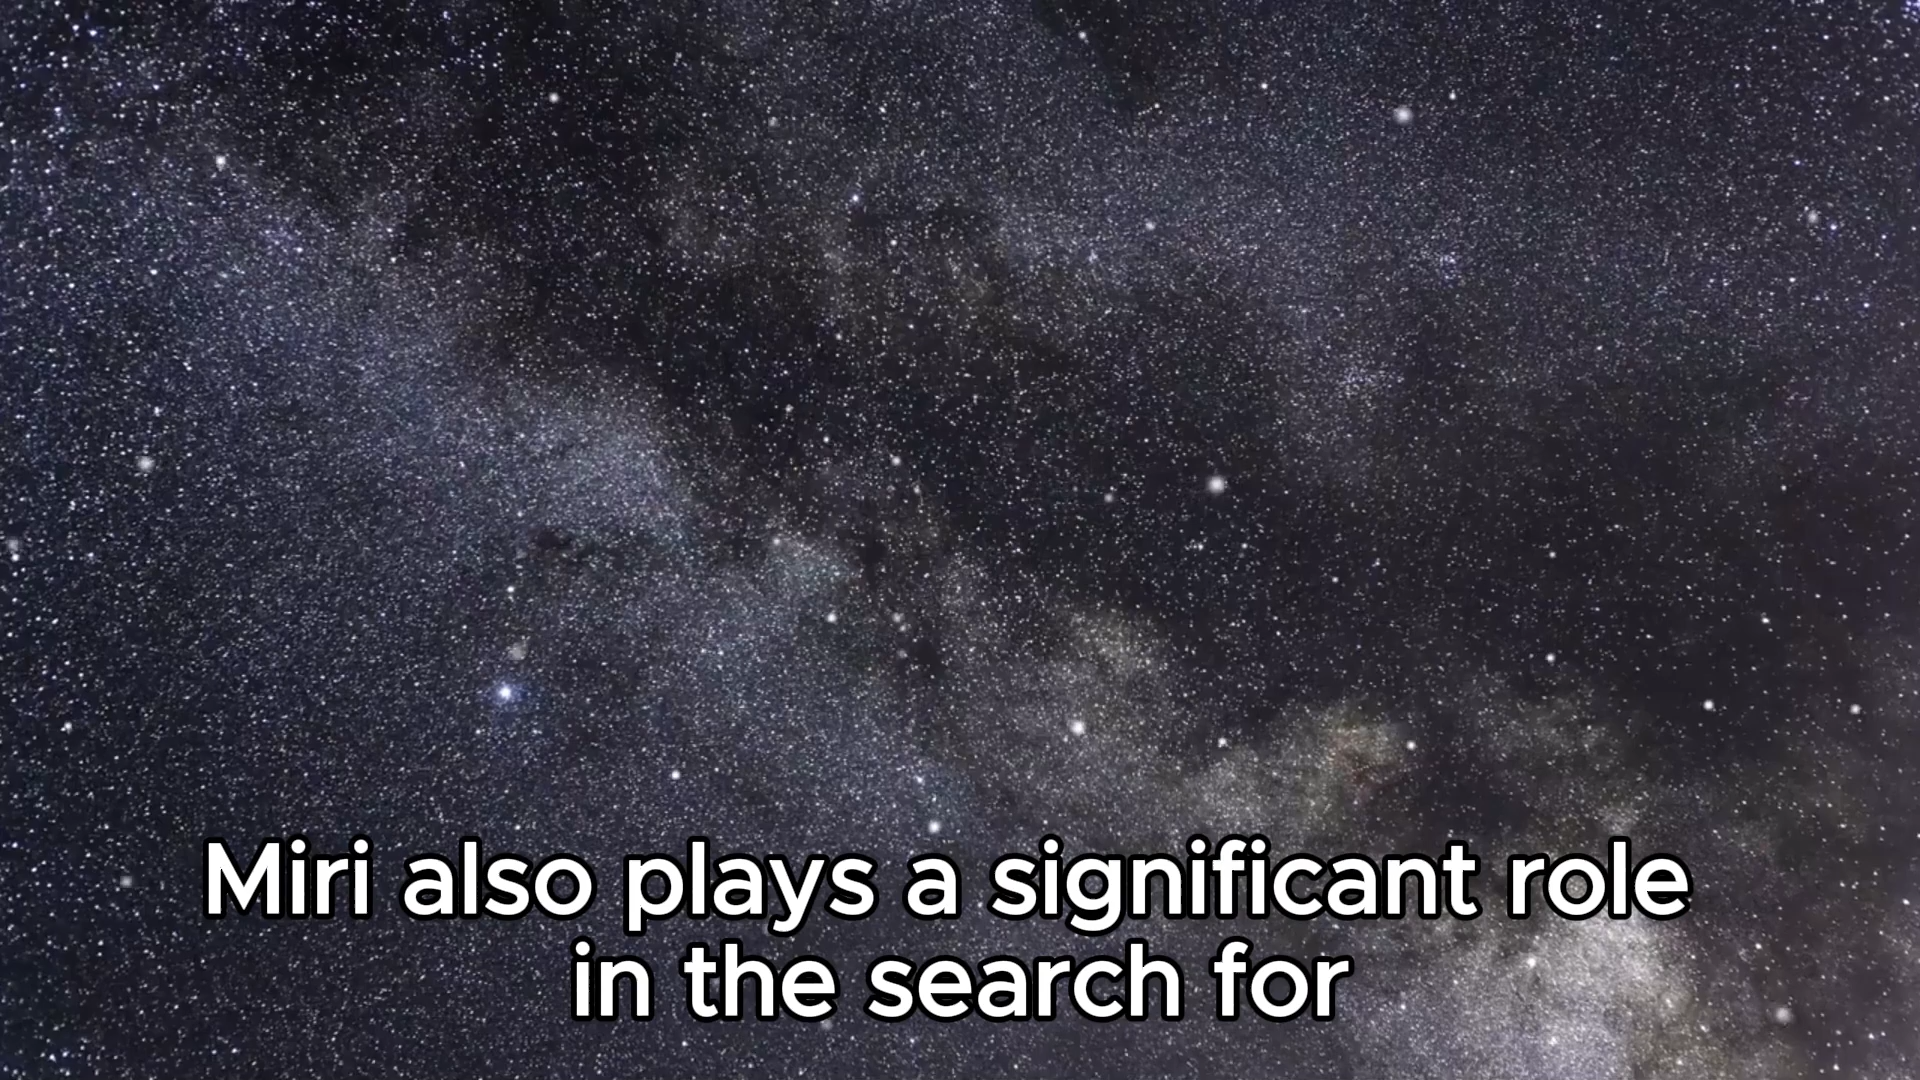 Miri also plays a significant role
in the search for